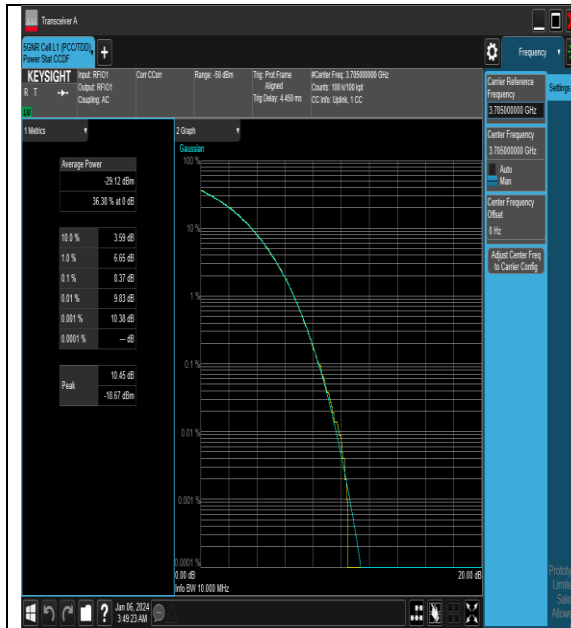 Transceiver A
5GNR Cell L1 (PCC/TDD)
Power Stat CCDF
+
Frequency
KEYSIGHT
R T
LV
Input: RFIO1
Output: RFIO1
Coupling: AC
Corr CCorr
Range: -50 dBm
Trig: Prot Frame
Aligned
Trig Delay: 4.450 ms
#Center Freq: 3.705000000 GHz
Counts: 100 k/100 kpt
CC Info: Uplink, 1 CC
Carrier Reference
Frequency
3.705000000 GHz
Settings
Center Frequency
3.705000000 GHz
Auto
Man
Center Frequency
Offset
0 Hz
Adjust Center Freq
to Carrier Config
1 Metrics
Average Power
-29.12 dBm
36.38 % at 0 dB
10.0 % 3.59 dB
1.0 % 6.65 dB
0.1 % 8.37 dB
0.01 % 9.83 dB
0.001 % 10.38 dB
0.0001 % --- dB
Peak
10.45 dB
-18.67 dBm
2 Graph
Gaussian
100 %
10 %
1 %
0.1 %
0.01 %
0.001 %
0.0001 %
0.00 dB
20.00 dB
Info BW 10.000 MHz
Jan 06, 2024
3:49:23 AM
?